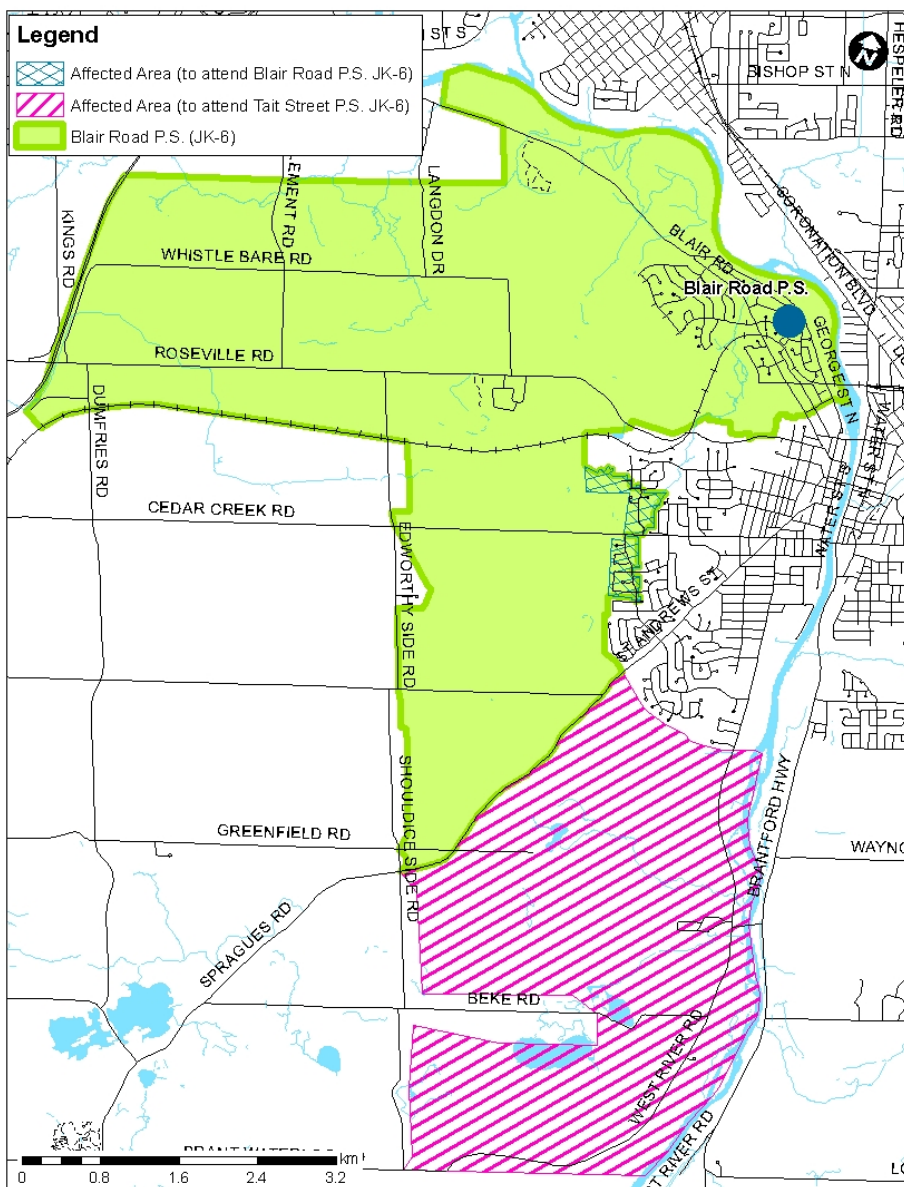 Legend
Affected Area (to attend Blair Road P.S. JK-6)
Affected Area (to attend Tait Street P.S. JK-6)
Blair Road P.S. (JK-6)
ST S
BISHOP ST N
HESPELER RD
KINGS RD
LEMENT RD
LANGDON DR
CORONATION BLVD
WHISTLE BARE RD
BLAIR RD
Blair Road P.S.
GEORGE ST N
ROSEVILLE RD
DUMFRIES RD
WATER ST N
WATER ST S
CEDAR CREEK RD
EDWORTHY SIDE RD
ST ANDREWS ST
SHOULDICE SIDE RD
BRANTFORD HWY
GREENFIELD RD
WAYNC
SPRAGUES RD
BEKE RD
WEST RIVER RD
ST RIVER RD
0 0.8 1.6 2.4 3.2 km